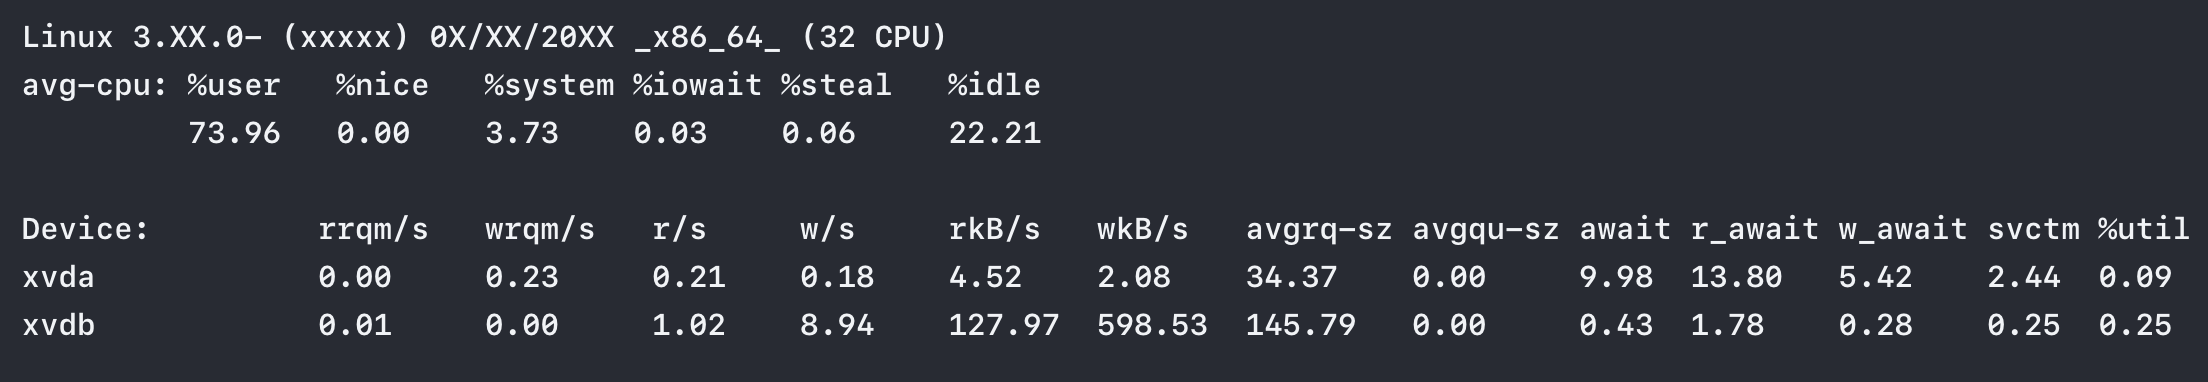 Linux 3.XX.0- (xxxxx) 0X/XX/20XX _x86_64_ (32 CPU)
avg-cpu: %user %nice %system %iowait %steal %idle
73.96 0.00 3.73 0.03 0.06 22.21
Device: rrqm/s wrqm/s r/s w/s rkB/s wkB/s avgrq-sz avgqu-sz await r_await w_await svctm %util
xvda 0.00 0.23 0.21 0.18 4.52 2.08 34.37 0.00 9.98 13.80 5.42 2.44 0.09
xvdb 0.01 0.00 1.02 8.94 127.97 598.53 145.79 0.00 0.43 1.78 0.28 0.25 0.25